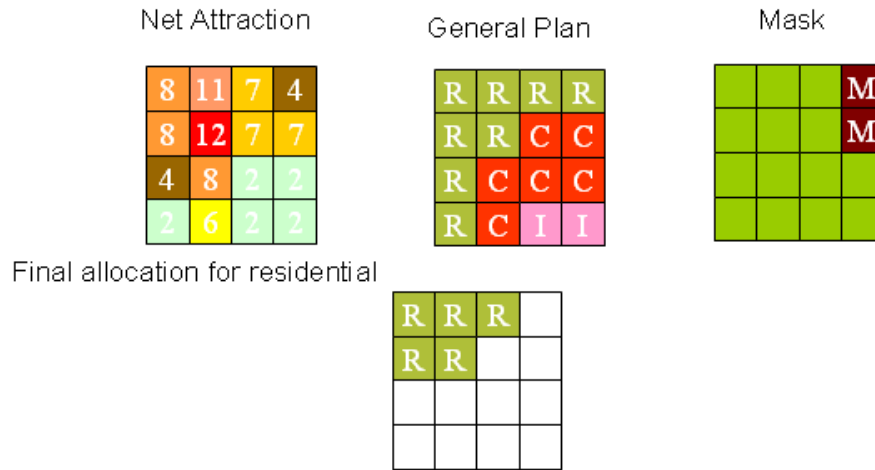 Net Attraction
General Plan
Mask
8 11 7 4
8 12 7 7
4 8 2 2
2 6 2 2
R R R R
R R C C
R C C C
R C I I
M
M
Final allocation for residential
R R R
R R